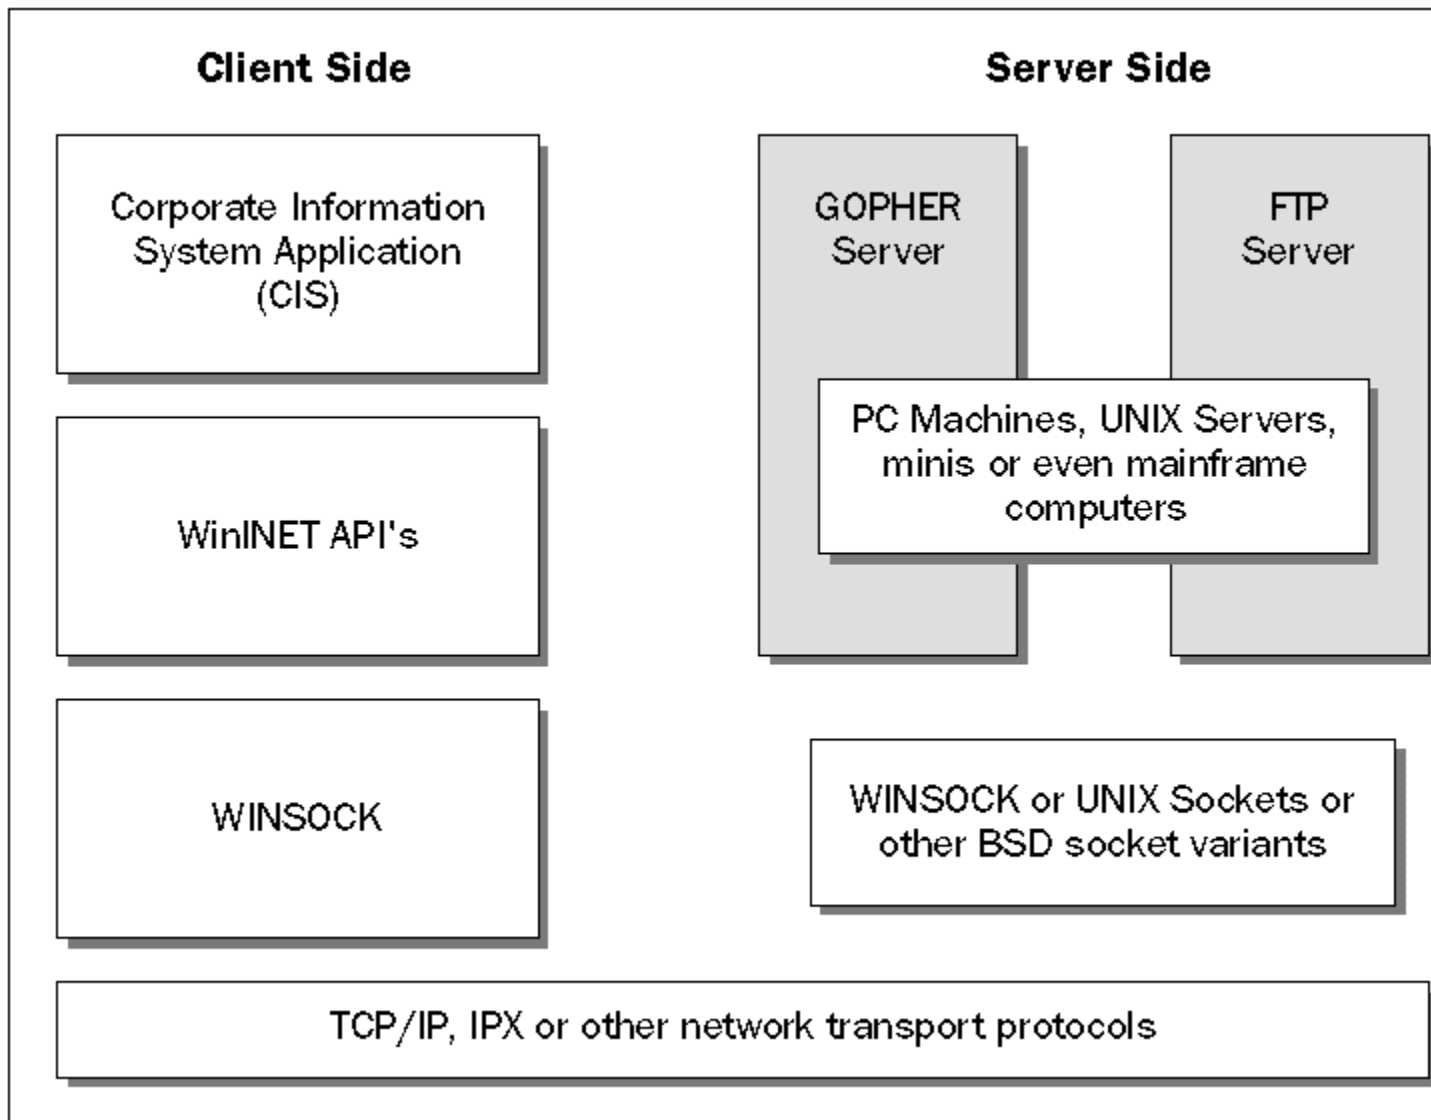 Client Side
Corporate Information
System Application
(CIS)
WinINET API's
WINSOCK
Server Side
GOPHER
Server
FTP
Server
PC Machines, UNIX Servers,
minis or even mainframe
computers
WINSOCK or UNIX Sockets or
other BSD socket variants
TCP/IP, IPX or other network transport protocols